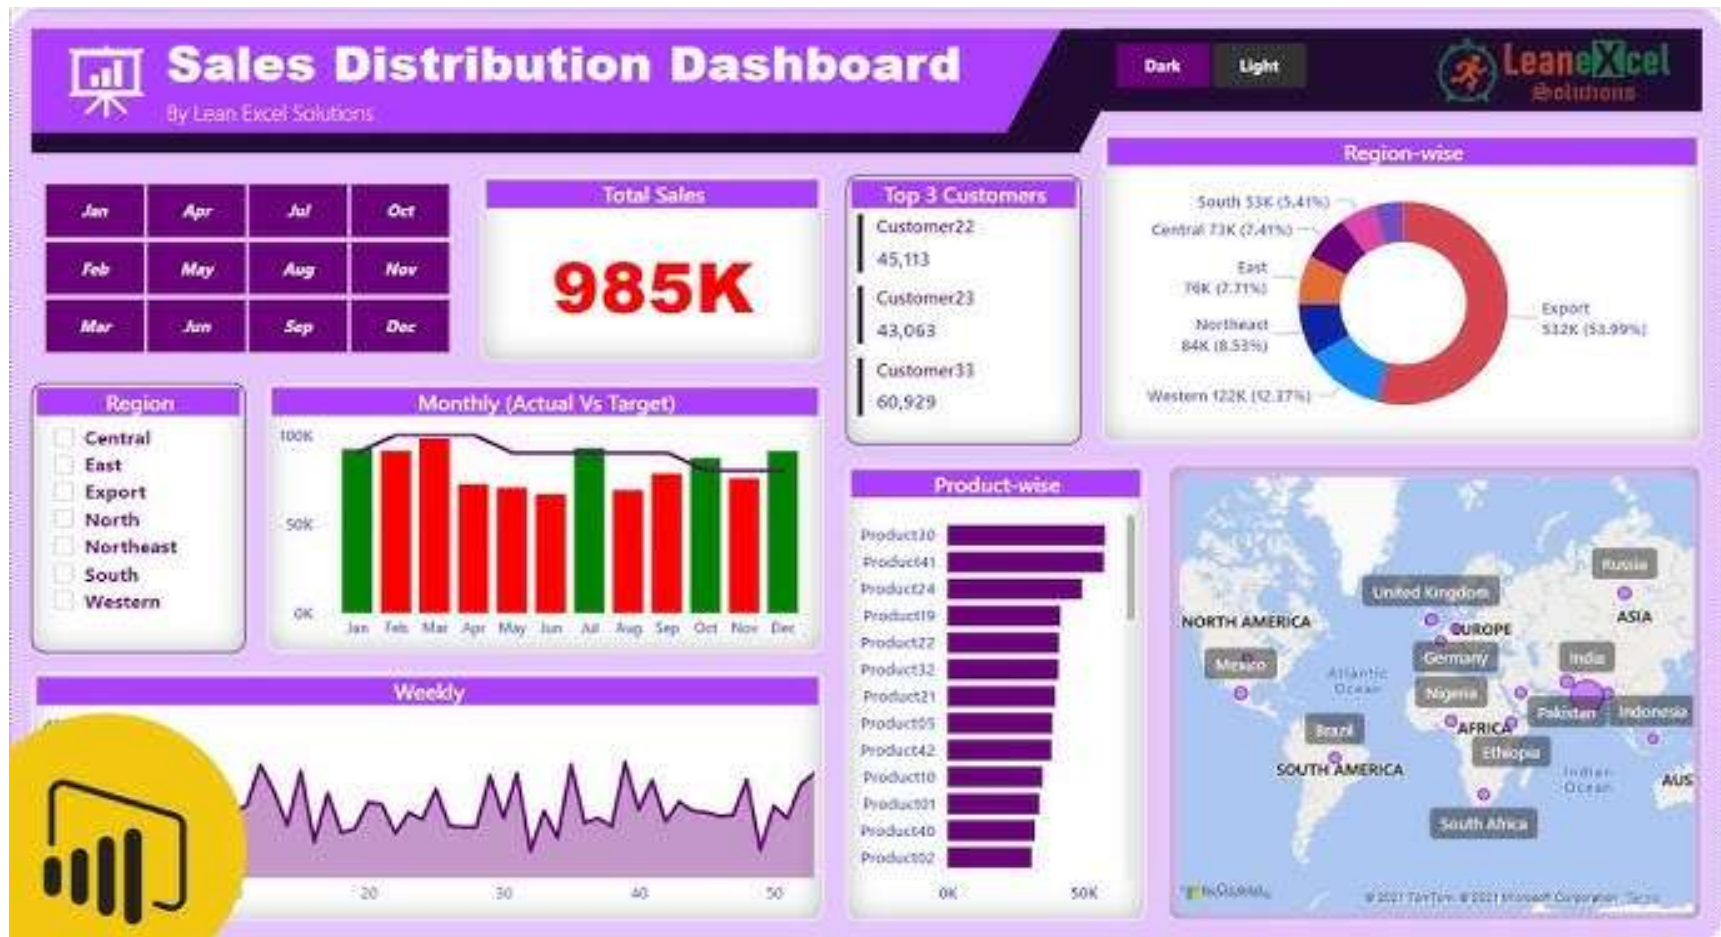 Sales Distribution Dashboard
By Lean Excel Solutions
Dark
Light
LeaneXcel
Solutions
Jan
Apr
Jul
Oct
Feb
May
Aug
Nov
Mar
Jun
Sep
Dec
Total Sales
985K
Top 3 Customers
Customer22
45,113
Customer23
43,063
Customer33
60,929
Region-wise
South 53K (5.41%)
Central 73K (7.41%)
East
76K (7.71%)
Northeast
84K (8.53%)
Western 122K (12.37%)
Export
532K (53.99%)
Region
Central
East
Export
North
Northeast
South
Western
Monthly (Actual Vs Target)
100K
50K
0K
Jan Feb Mar Apr May Jun Jul Aug Sep Oct Nov Dec
Weekly
20 30 40 50
Product-wise
Product30
Product41
Product24
Product19
Product22
Product32
Product21
Product05
Product42
Product10
Product01
Product40
Product02
0K 50K
Russia
United Kingdom
NORTH AMERICA
ASIA
EUROPE
Mexico
Germany
India
Atlantic
Ocean
Nigeria
Pakistan
Indonesia
Brazil
AFRICA
Ethiopia
SOUTH AMERICA
Indian
Ocean
AUS
South Africa
© 2021 TomTom, © 2021 Microsoft Corporation Terms